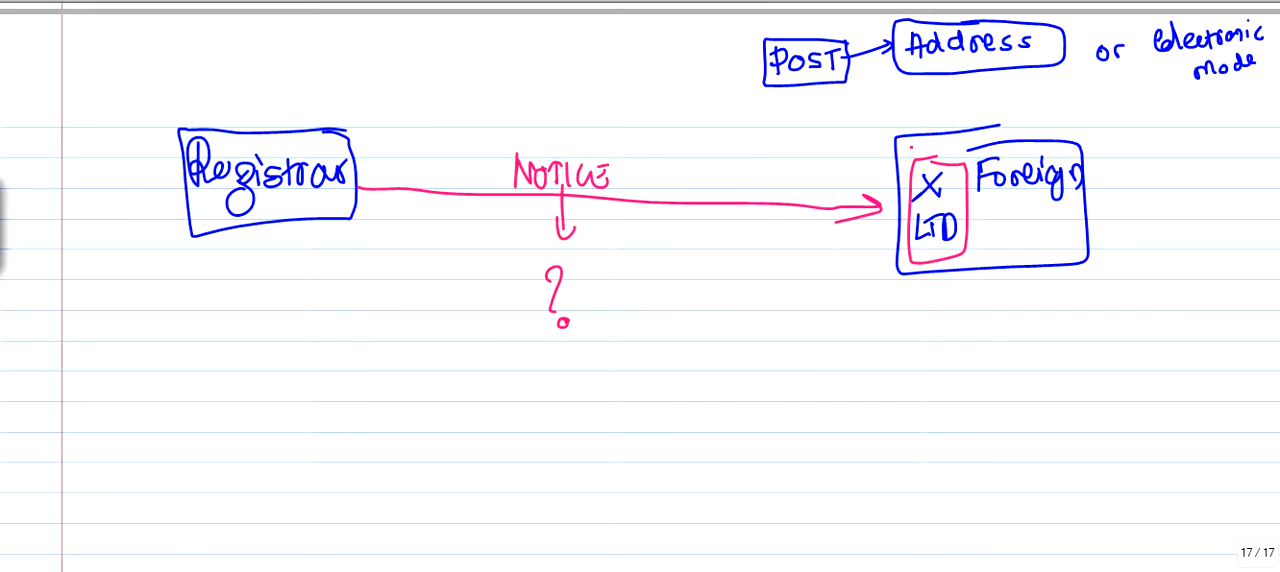 POST → Address or Electronic
mode
Registrar NOTICE X Foreign
LTD
?
17 / 17